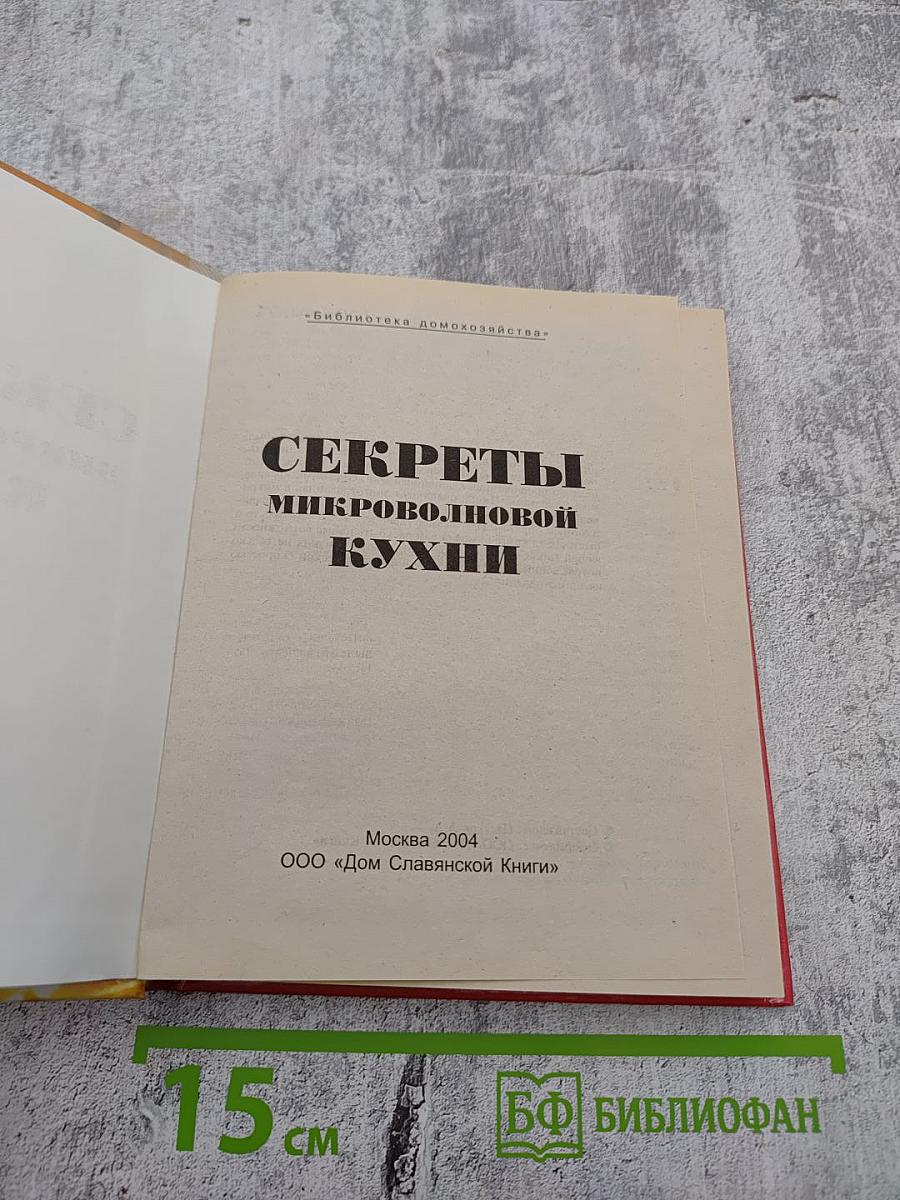 «Библиотека домохозяйства»
СЕКРЕТЫ
МИКРОВОЛНОВОЙ
КУХНИ
Москва 2004
ООО «Дом Славянской Книги»
15 см
БФ БИБЛИОФАН